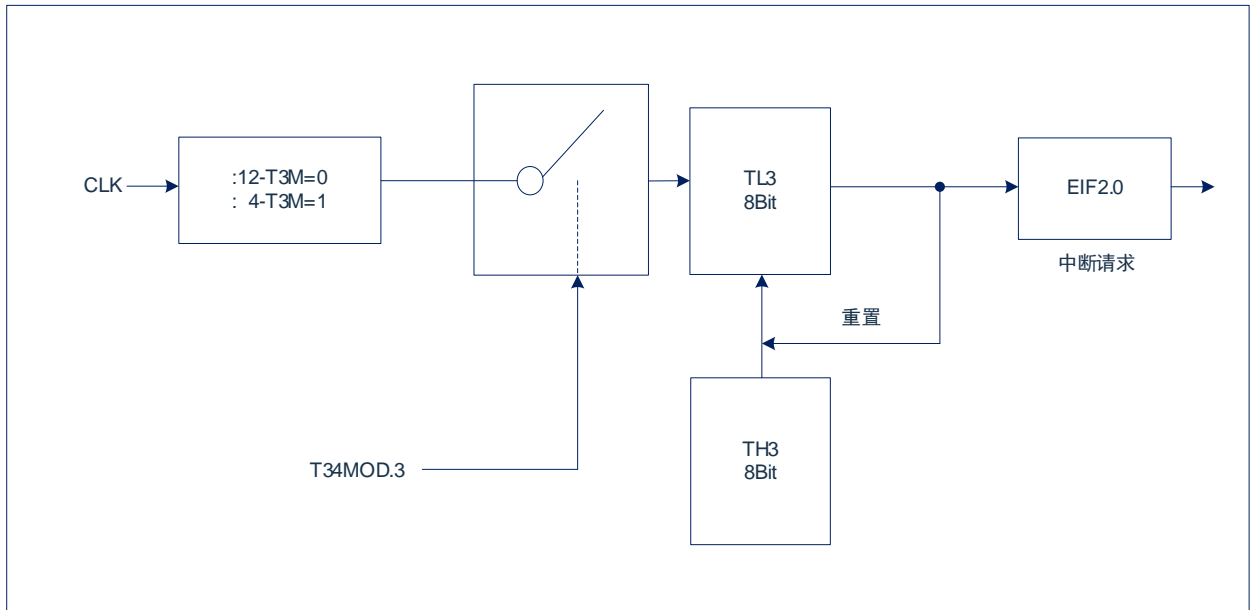 CLK
:12-T3M=0
: 4-T3M=1
TL3
8Bit
EIF2.0
中断请求
重置
TH3
8Bit
T34MOD.3